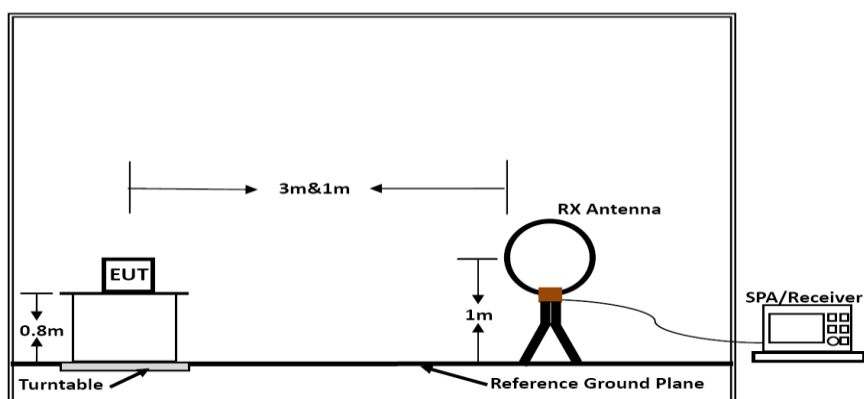 3m&1m
RX Antenna
EUT
SPA/Receiver
0.8m
1m
Turntable
Reference Ground Plane